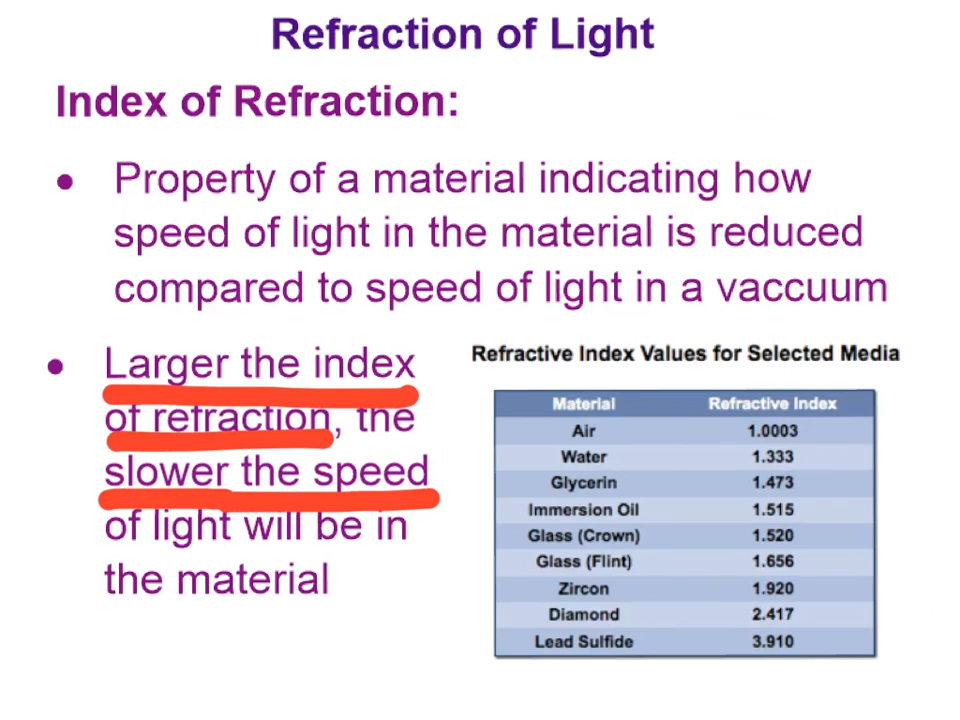 Refraction of Light
Index of Refraction:
• Property of a material indicating how
speed of light in the material is reduced
compared to speed of light in a vaccuum
• Larger the index
of refraction, the
slower the speed
of light will be in
the material
Refractive Index Values for Selected Media
Material Refractive Index
Air 1.0003
Water 1.333
Glycerin 1.473
Immersion Oil 1.515
Glass (Crown) 1.520
Glass (Flint) 1.656
Zircon 1.920
Diamond 2.417
Lead Sulfide 3.910